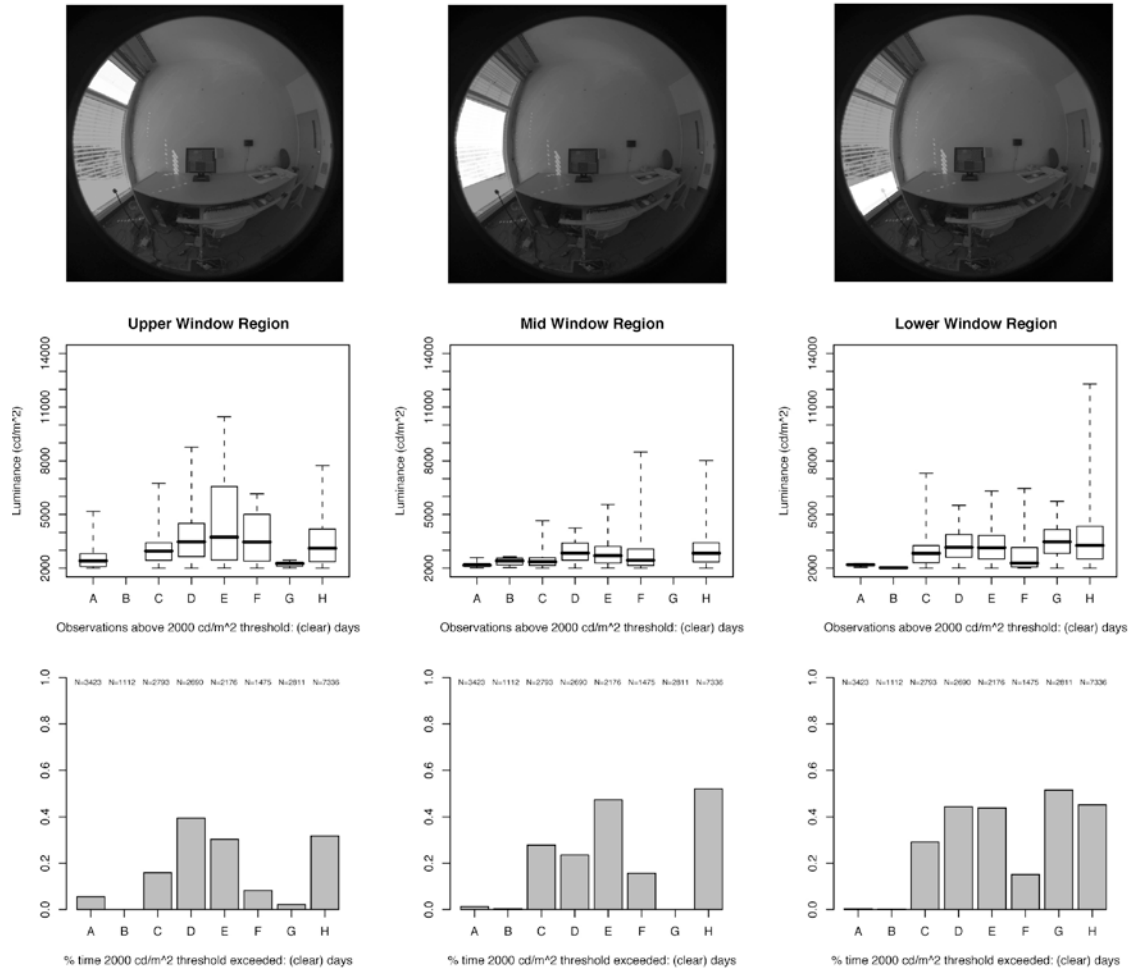 Upper Window Region
Mid Window Region
Lower Window Region
Luminance (cd/m^2)
14000
11000
8000
5000
2000
A B C D E F G H
Observations above 2000 cd/m^2 threshold: (clear) days
Luminance (cd/m^2)
14000
11000
8000
5000
2000
A B C D E F G H
Observations above 2000 cd/m^2 threshold: (clear) days
Luminance (cd/m^2)
14000
11000
8000
5000
2000
A B C D E F G H
Observations above 2000 cd/m^2 threshold: (clear) days
1.0
0.8
0.6
0.4
0.2
0.0
N=3423 N=1112 N=2793 N=2690 N=2176 N=1475 N=2811 N=7336
A B C D E F G H
% time 2000 cd/m^2 threshold exceeded: (clear) days
1.0
0.8
0.6
0.4
0.2
0.0
N=3423 N=1112 N=2793 N=2690 N=2176 N=1475 N=2811 N=7336
A B C D E F G H
% time 2000 cd/m^2 threshold exceeded: (clear) days
1.0
0.8
0.6
0.4
0.2
0.0
N=3423 N=1112 N=2793 N=2690 N=2176 N=1475 N=2811 N=7336
A B C D E F G H
% time 2000 cd/m^2 threshold exceeded: (clear) days